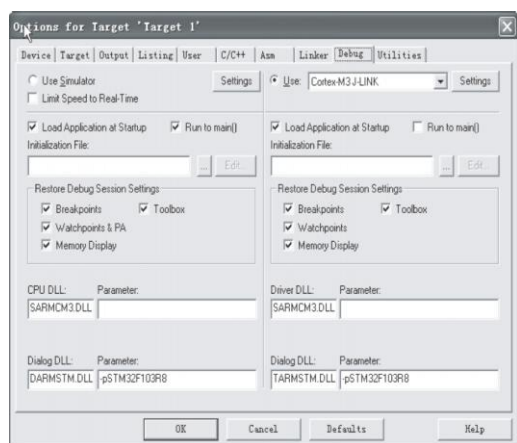 Options for Target 'Target 1'
Device Target Output Listing User C/C++ Asm Linker Debug Utilities
Use Simulator Settings
Limit Speed to Real-Time
Use: Cortex-M3 J-LINK Settings
Load Application at Startup Run to main()
Initialization File:
... Edit...
Restore Debug Session Settings
Breakpoints Toolbox
Watchpoints & PA
Memory Display
CPU DLL: Parameter:
SARMCM3.DLL
Dialog DLL: Parameter:
DARMSTM.DLL -pSTM32F103R8
Load Application at Startup Run to main()
Initialization File:
... Edit...
Restore Debug Session Settings
Breakpoints Toolbox
Watchpoints
Memory Display
Driver DLL: Parameter:
SARMCM3.DLL
Dialog DLL: Parameter:
TARMSTM.DLL -pSTM32F103R8
OK Cancel Defaults Help